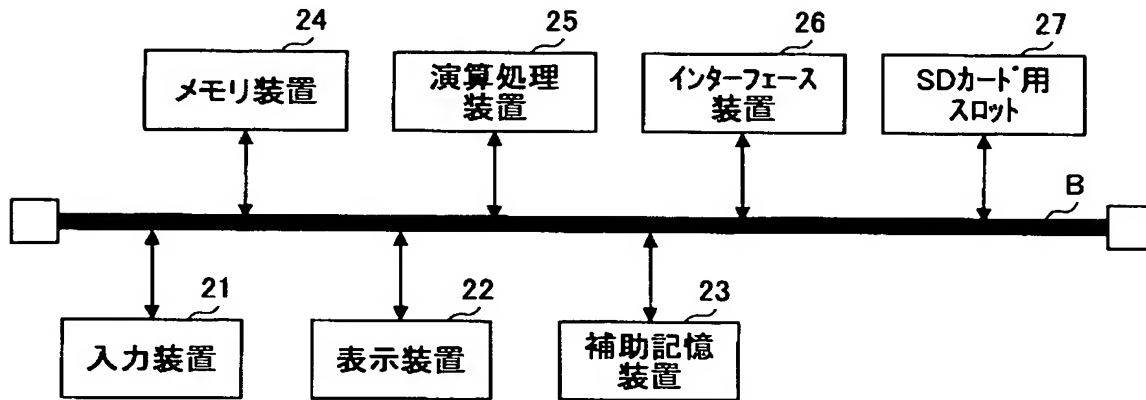 24
メモリ装置
25
演算処理
装置
26
インターフェース
装置
27
SDカード用
スロット
B
21
入力装置
22
表示装置
23
補助記憶
装置